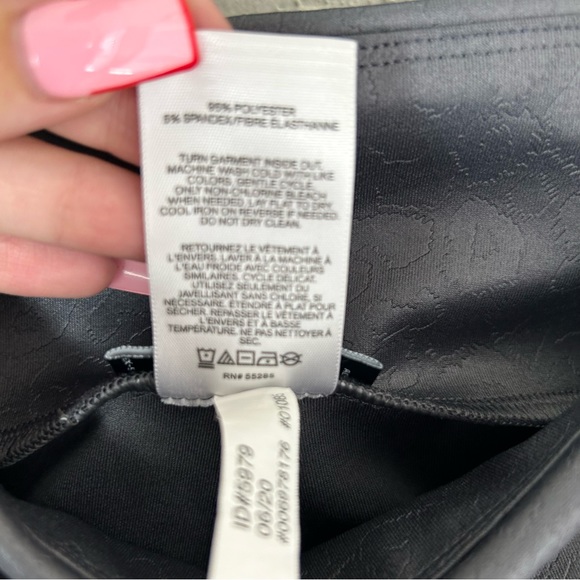 95% POLYESTER
5% SPANDEX/FIBRE ELASTHANNE
TURN GARMENT INSIDE OUT.
MACHINE WASH COLD WITH LIKE
COLORS, GENTLE CYCLE.
ONLY NON-CHLORINE BLEACH
WHEN NEEDED. LAY FLAT TO DRY.
COOL IRON ON REVERSE IF NEEDED.
DO NOT DRY CLEAN.
RETOURNEZ LE VÊTEMENT À
L'ENVERS. LAVER À LA MACHINE À
L'EAU FROIDE AVEC COULEURS
SIMILAIRES. CYCLE DÉLICAT.
UTILISEZ SEULEMENT DU
JAVELLISANT SANS CHLORE, SI
NÉCESSAIRE. ÉTENDRE À PLAT POUR
SÉCHER. REPASSER LE VÊTEMENT À
L'ENVERS ET À BASSE
TEMPÉRATURE. NE PAS NETTOYER À
SEC.
RN# 55285
ID#5979
06/20
#006978176 #0108